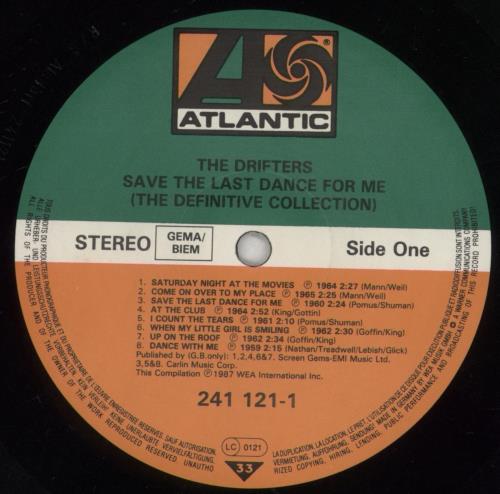 ATLANTIC
THE DRIFTERS
SAVE THE LAST DANCE FOR ME
(THE DEFINITIVE COLLECTION)
STEREO
GEMA/
BIEM
Side One
1. SATURDAY NIGHT AT THE MOVIES ℗ 1964 2:27 (Mann/Weil)
2. COME ON OVER TO MY PLACE ℗ 1965 2:25 (Mann/Weil)
3. SAVE THE LAST DANCE FOR ME ℗ 1960 2:24 (Pomus/Shuman)
4. AT THE CLUB ℗ 1964 2:52 (King/Gottin)
5. I COUNT THE TEARS ℗ 1961 2:10 (Pomus/Shuman)
6. WHEN MY LITTLE GIRL IS SMILING ℗ 1962 2:30 (Goffin/King)
7. UP ON THE ROOF ℗ 1962 2:34 (Goffin/King)
8. DANCE WITH ME ℗ 1959 2:15 (Nathan/Treadwell/Lebish/Glick)
Published by (G.B.only): 1,2,4,6&7. Screen Gems-EMI Music Ltd.
3,5&8. Carlin Music Corp.
This Compilation ℗ 1987 WEA International Inc.
241 121-1
LC 0121
33